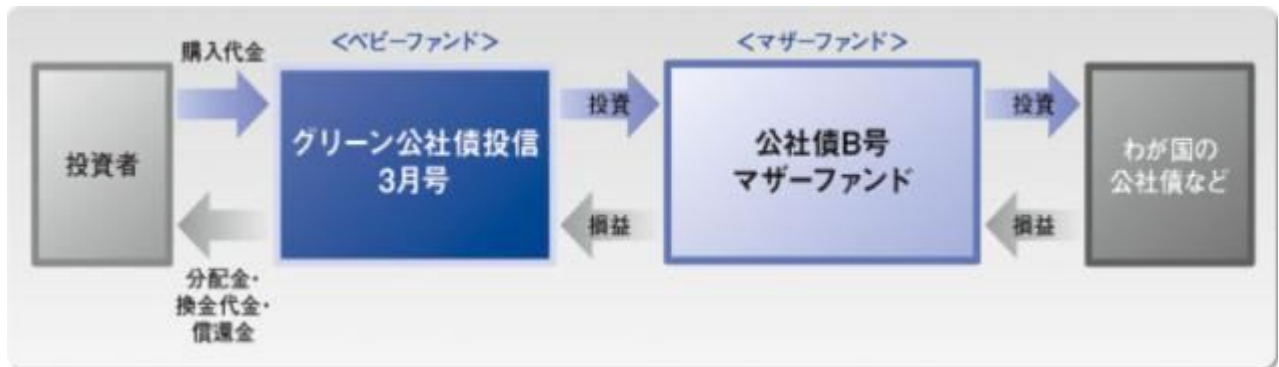 購入代金
<ベビーファンド>
<マザーファンド>
投資者
グリーン公社債投信
3月号
投資
公社債B号
マザーファンド
投資
わが国の
公社債など
損益
損益
分配金・
換金代金・
償還金